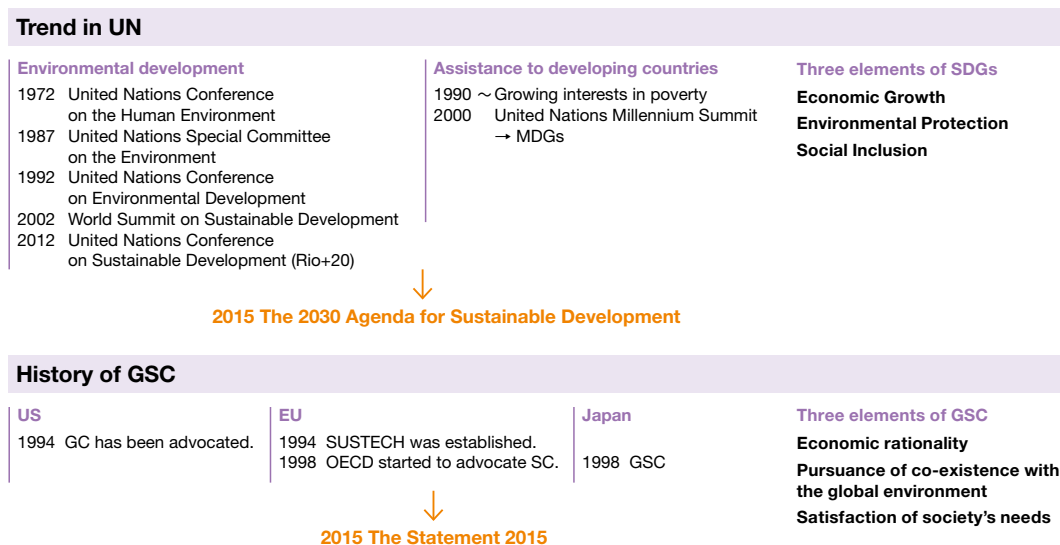 Trend in UN
Environmental development
1972 United Nations Conference
on the Human Environment
1987 United Nations Special Committee
on the Environment
1992 United Nations Conference
on Environmental Development
2002 World Summit on Sustainable Development
2012 United Nations Conference
on Sustainable Development (Rio+20)
Assistance to developing countries
1990 ～ Growing interests in poverty
2000 United Nations Millennium Summit
→ MDGs
Three elements of SDGs
Economic Growth
Environmental Protection
Social Inclusion
2015 The 2030 Agenda for Sustainable Development
History of GSC
US
1994 GC has been advocated.
EU
1994 SUSTECH was established.
1998 OECD started to advocate SC.
Japan
1998 GSC
Three elements of GSC
Economic rationality
Pursuance of co-existence with
the global environment
Satisfaction of society's needs
2015 The Statement 2015